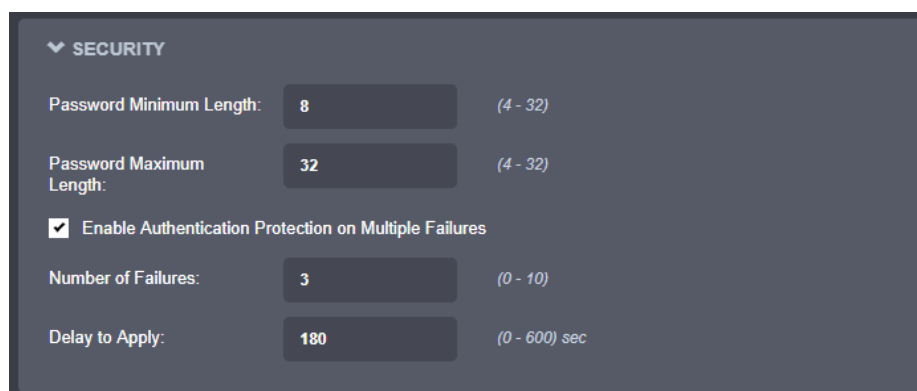 SECURITY
Password Minimum Length: 8 (4 - 32)
Password Maximum
Length: 32 (4 - 32)
Enable Authentication Protection on Multiple Failures
Number of Failures: 3 (0 - 10)
Delay to Apply: 180 (0 - 600) sec